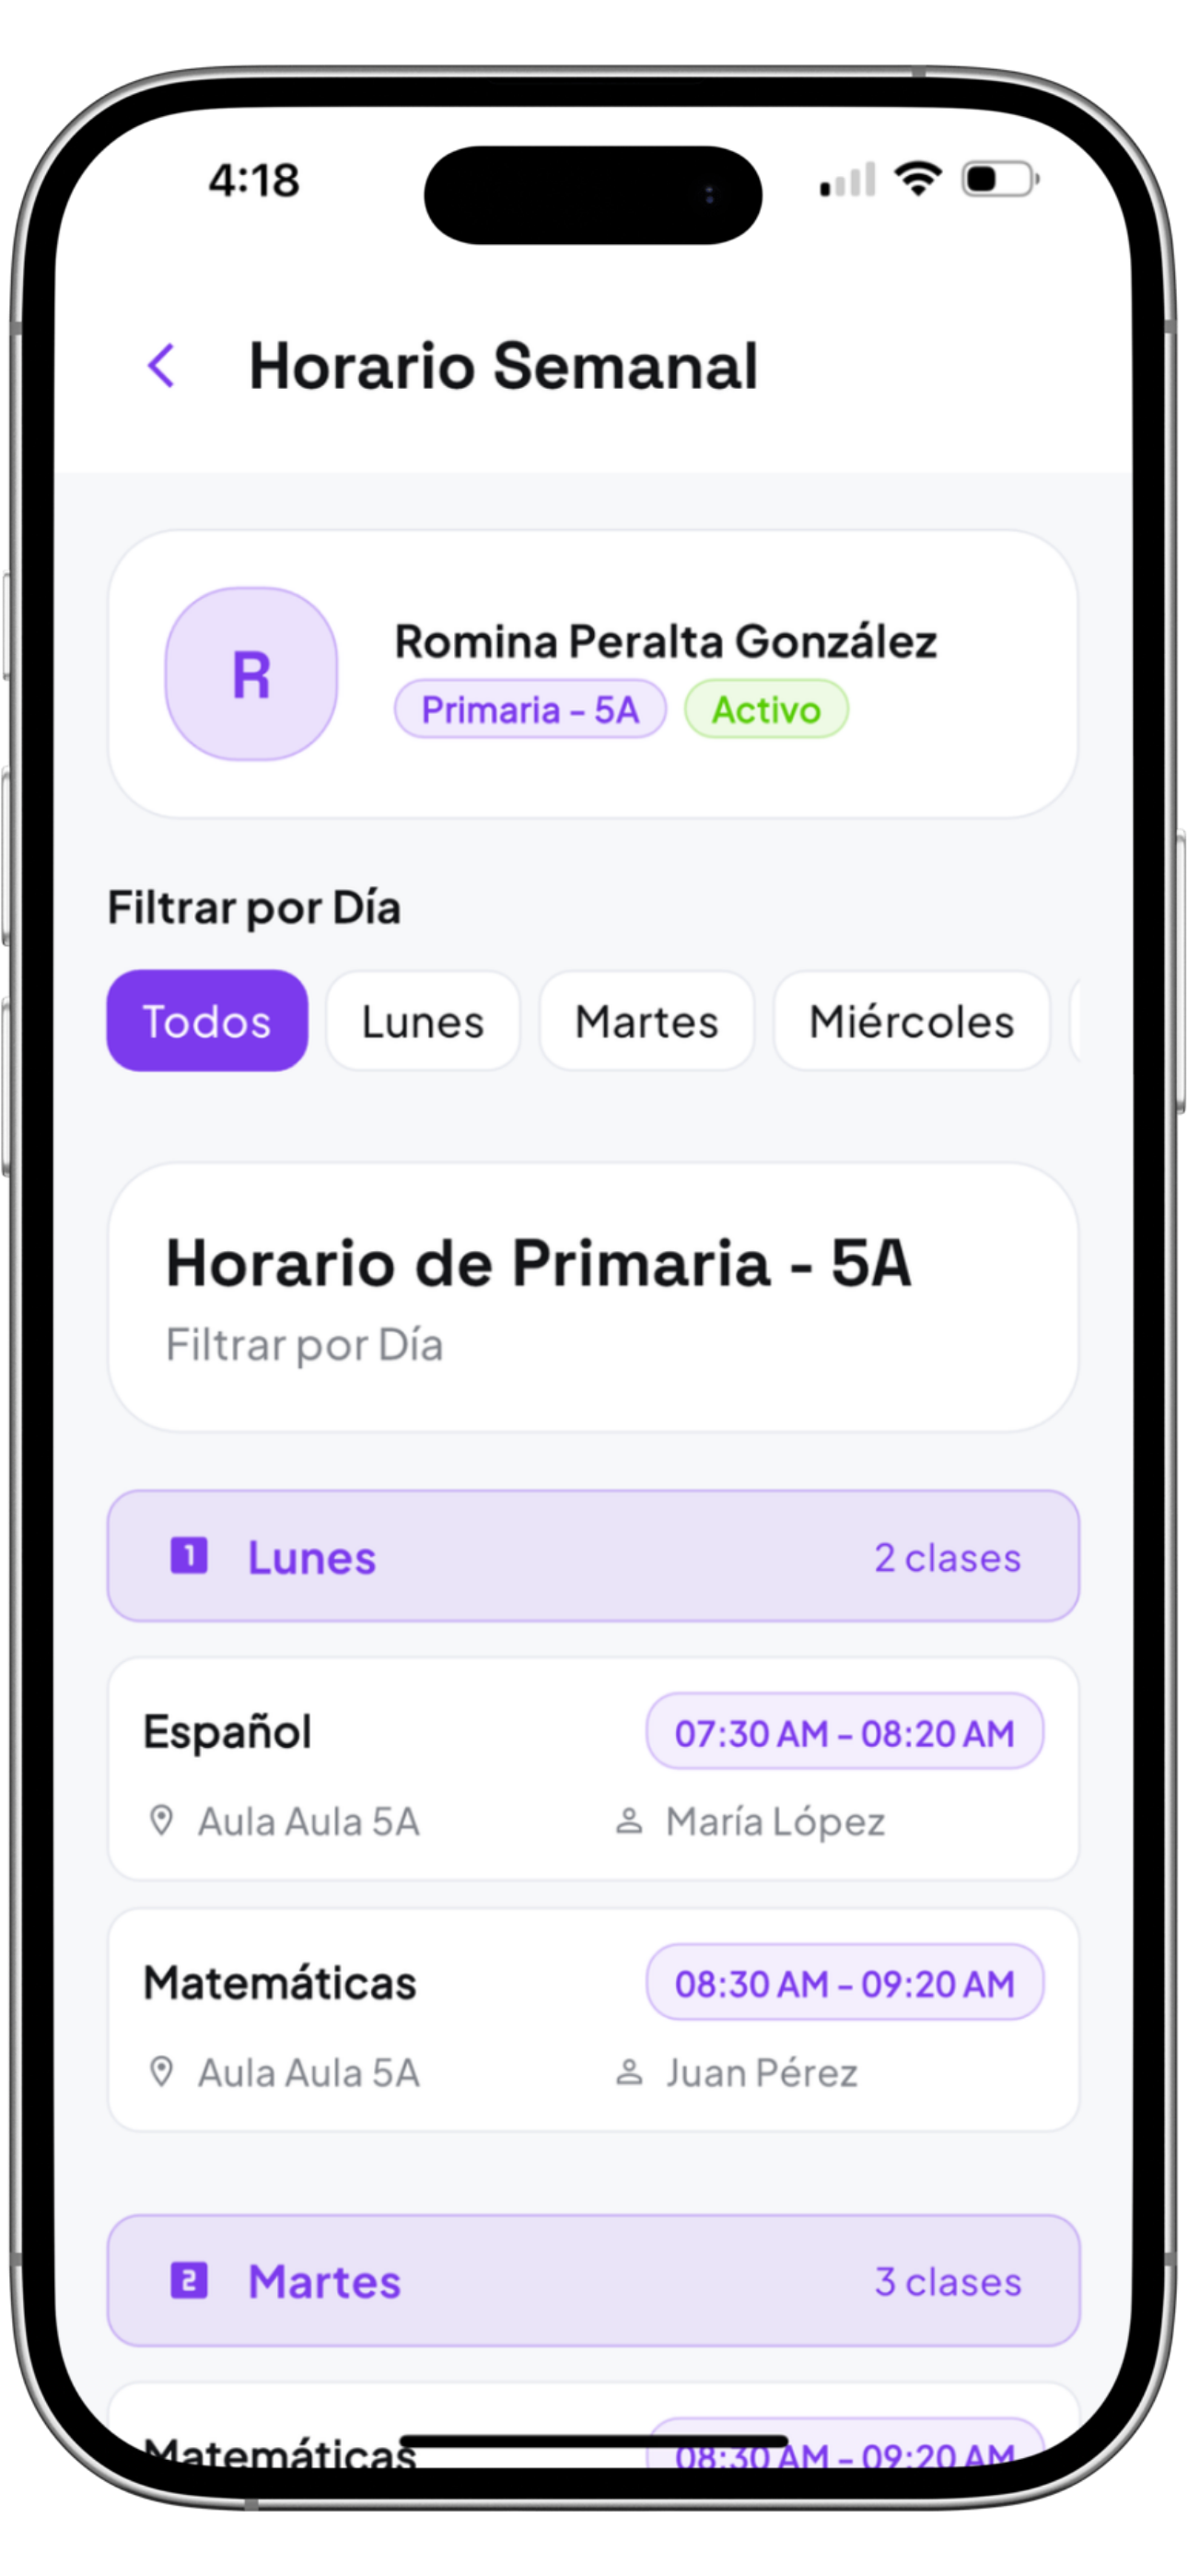 4:18
Horario Semanal
R
Romina Peralta González
Primaria - 5A Activo
Filtrar por Día
Todos Lunes Martes Miércoles
Horario de Primaria - 5A
Filtrar por Día
1 Lunes 2 clases
Español 07:30 AM - 08:20 AM
Aula Aula 5A María López
Matemáticas 08:30 AM - 09:20 AM
Aula Aula 5A Juan Pérez
2 Martes 3 clases
Matemáticas 08:30 AM - 09:20 AM